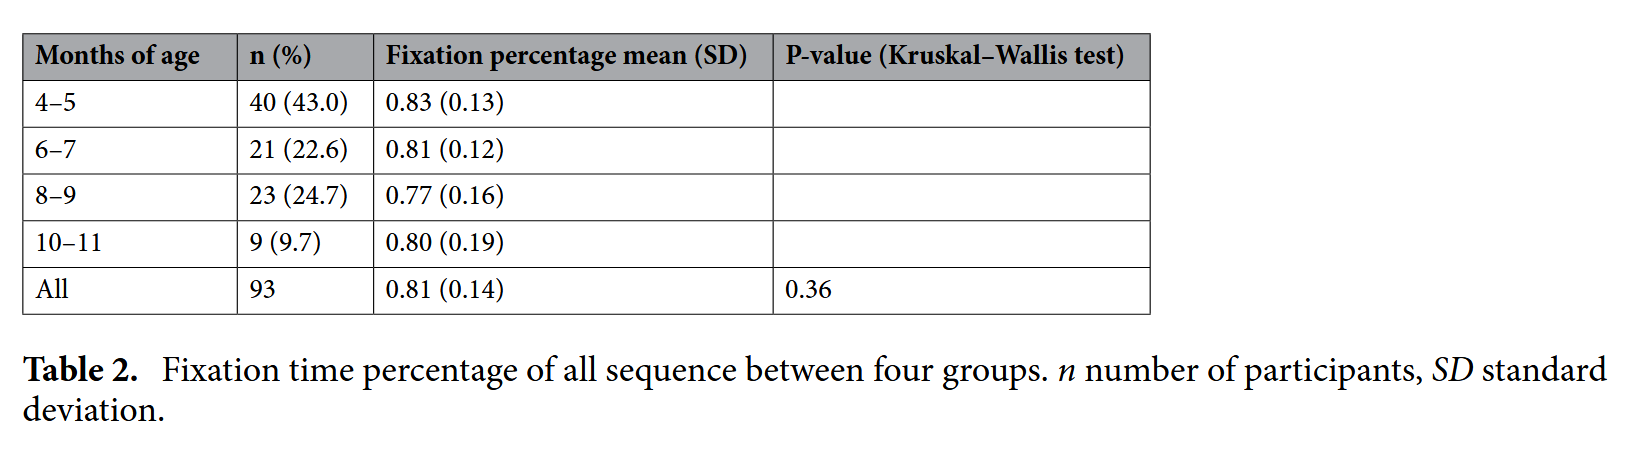 Months of age n (%) Fixation percentage mean (SD) P-value (Kruskal–Wallis test)
4–5 40 (43.0) 0.83 (0.13)
6–7 21 (22.6) 0.81 (0.12)
8–9 23 (24.7) 0.77 (0.16)
10–11 9 (9.7) 0.80 (0.19)
All 93 0.81 (0.14) 0.36
Table 2. Fixation time percentage of all sequence between four groups. n number of participants, SD standard
deviation.